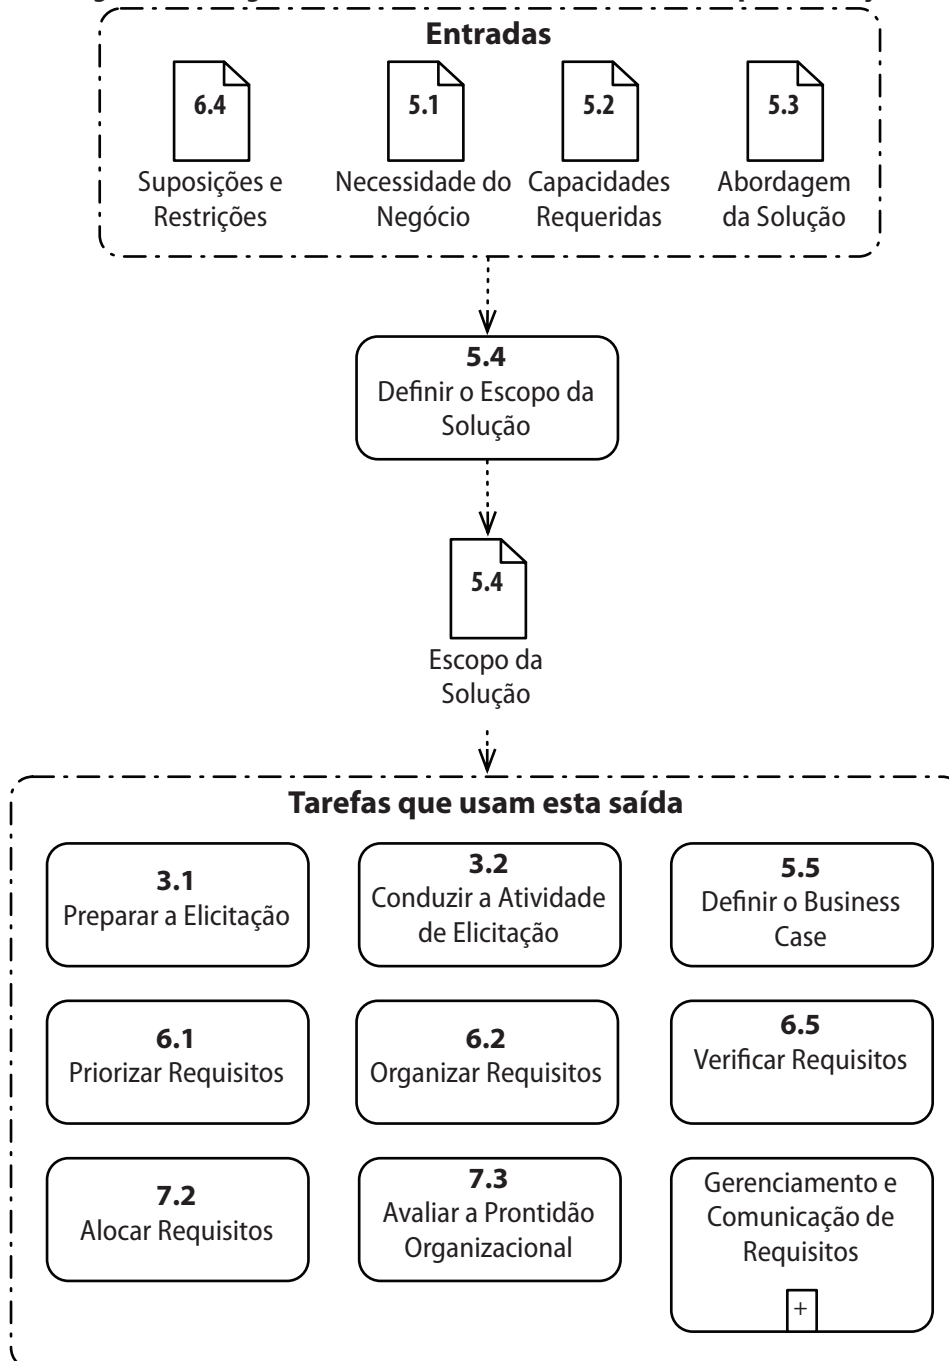 Entradas
6.4
5.1
5.2
5.3
Suposições e
Restrições
Necessidade do
Negócio
Capacidades
Requeridas
Abordagem
da Solução
5.4
Definir o Escopo da
Solução
5.4
Escopo da
Solução
Tarefas que usam esta saída
3.1
Preparar a Elicitação
3.2
Conduzir a Atividade
de Elicitação
5.5
Definir o Business
Case
6.1
Priorizar Requisitos
6.2
Organizar Requisitos
6.5
Verificar Requisitos
7.2
Alocar Requisitos
7.3
Avaliar a Prontidão
Organizacional
Gerenciamento e
Comunicação de
Requisitos
+